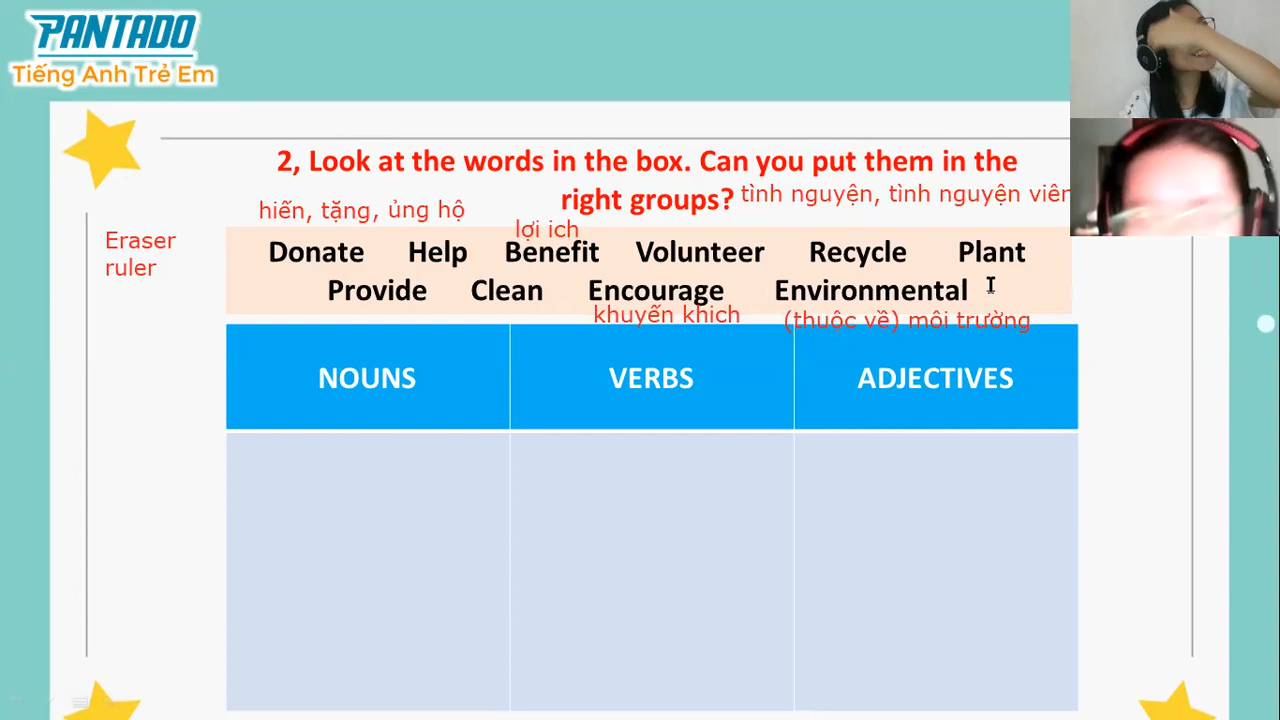 PANTADO
Tiếng Anh Trẻ Em
2, Look at the words in the box. Can you put them in the
right groups?
tình nguyện, tình nguyện viên
hiến, tặng, ủng hộ
lợi ich
Eraser
ruler
Donate Help Benefit Volunteer Recycle Plant
Provide Clean Encourage Environmental
khuyến khich
(thuộc về) môi trường
NOUNS VERBS ADJECTIVES